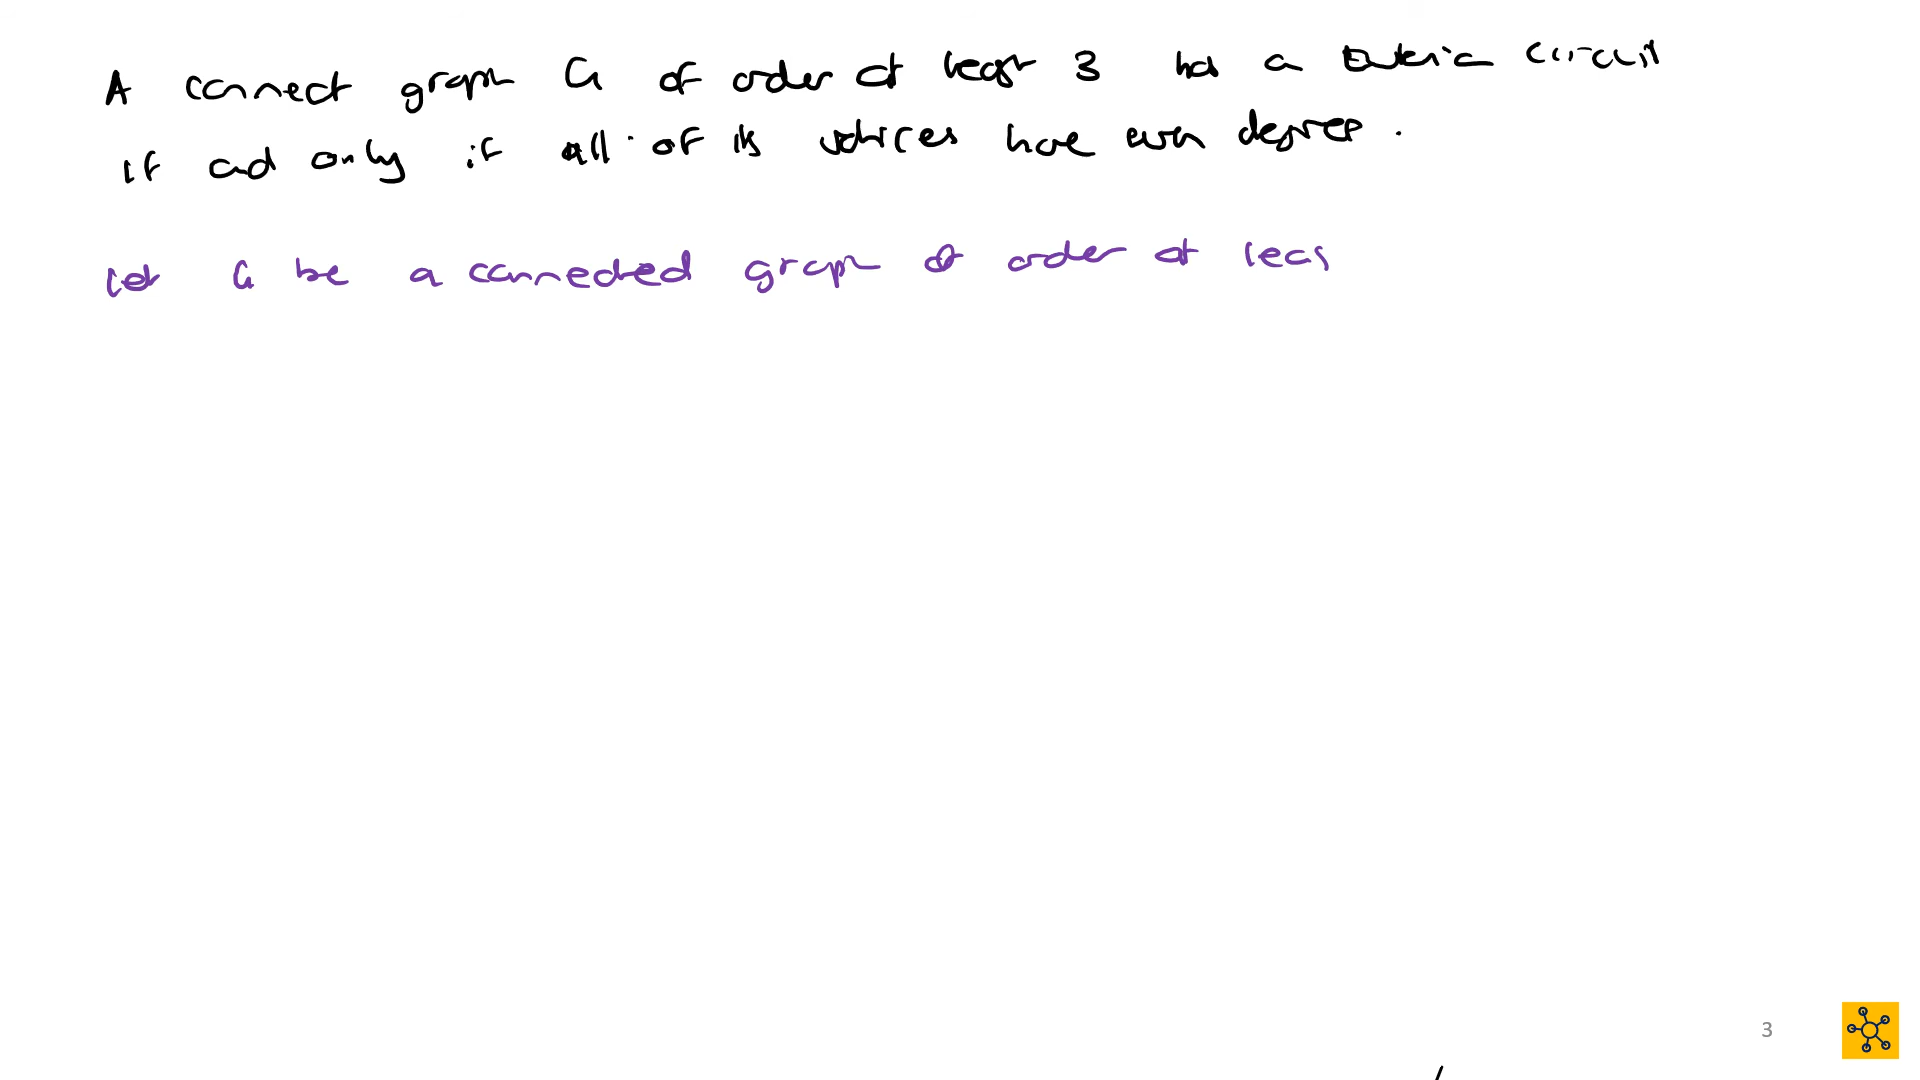 A connect graph G of order at least 3 has a Eulerian circuit
if and only if all of its vertices have even degree.
let G be a connected graph of order at leas
3